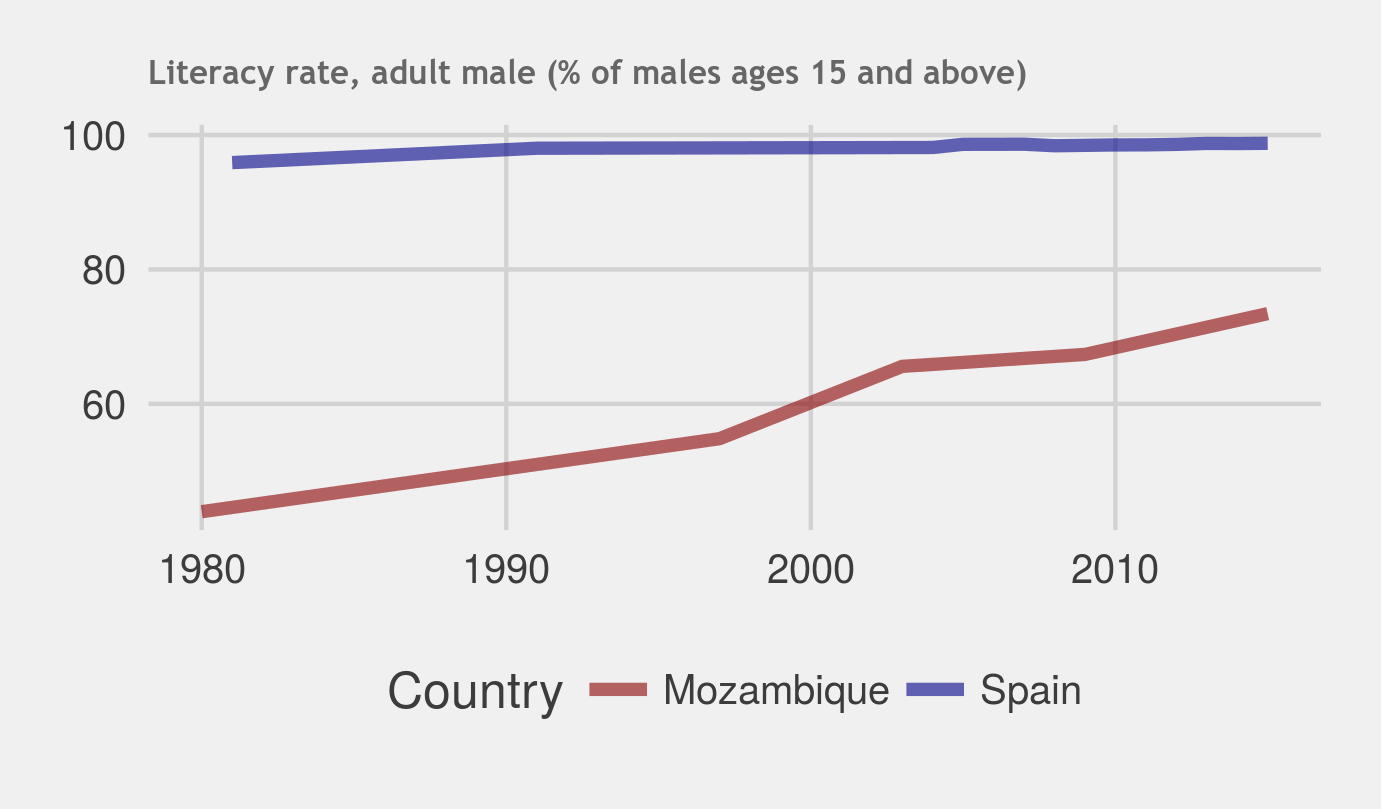 Literacy rate, adult male (% of males ages 15 and above)
100
80
60
1980 1990 2000 2010
Country Mozambique Spain